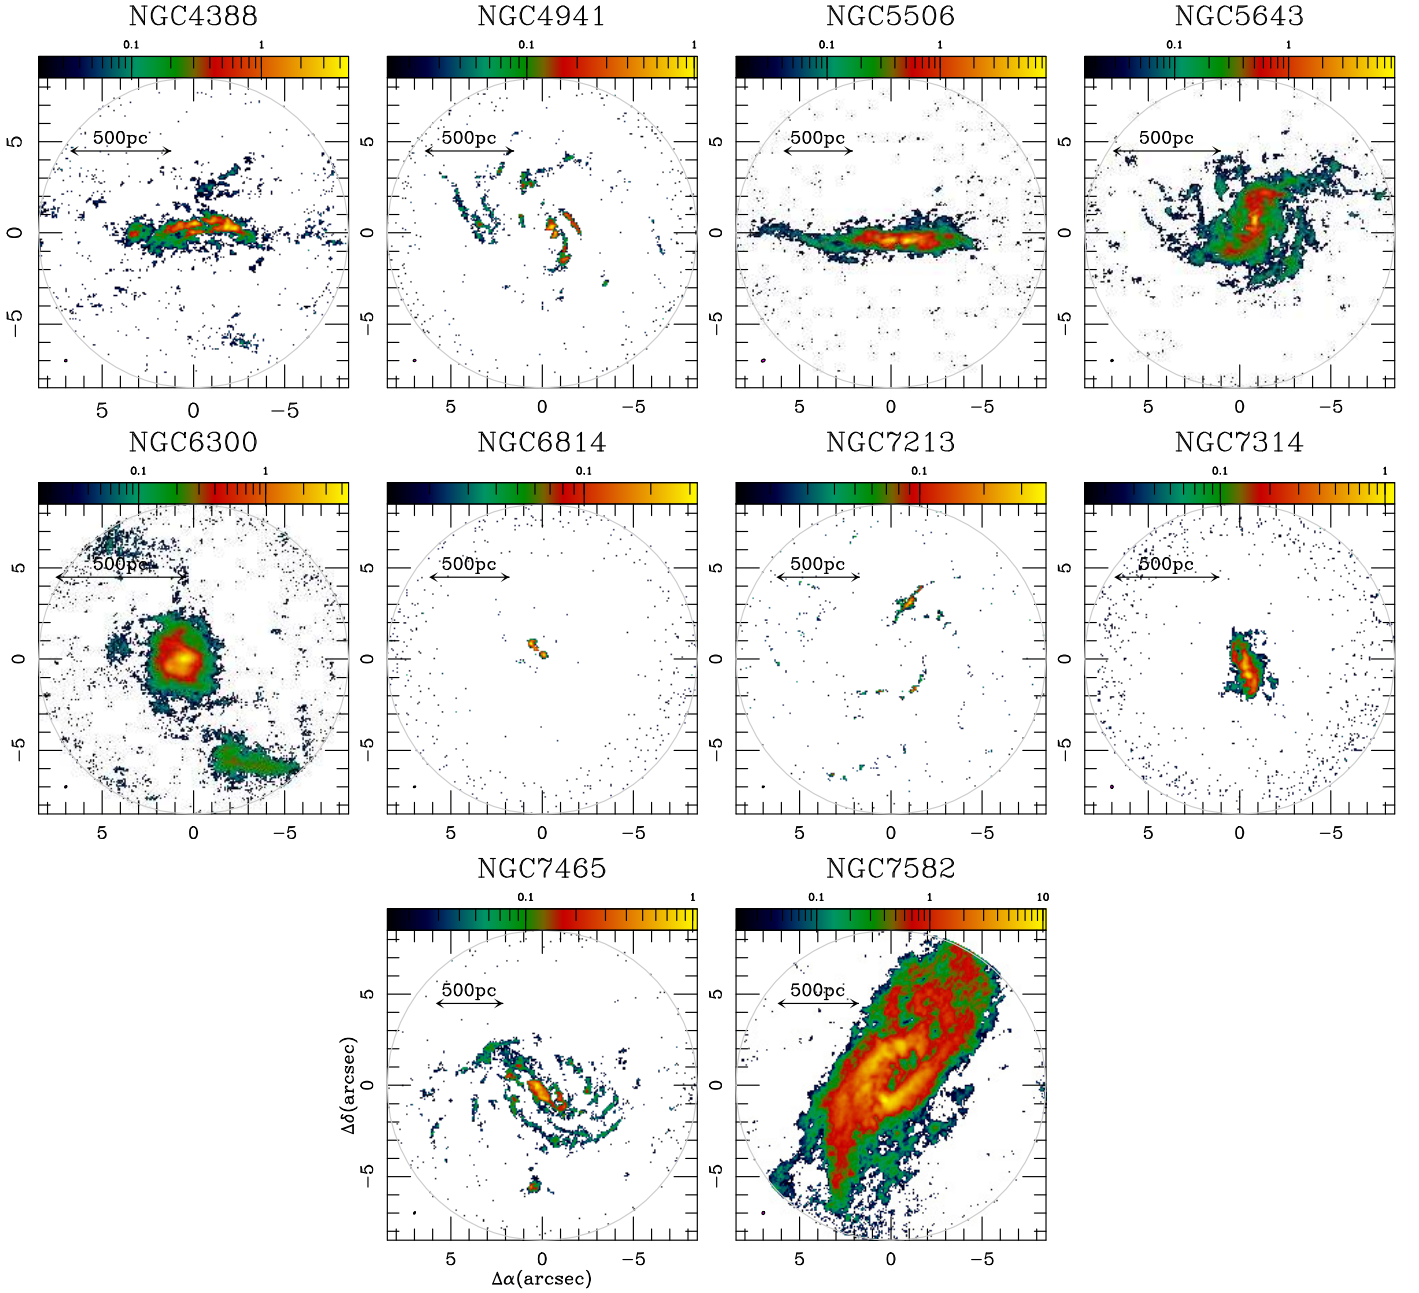 NGC4388 NGC4941 NGC5506 NGC5643
0.1 1 0.1 1 0.1 1 0.1 1
5 500pc 5 500pc 5 500pc 5 500pc
0 0 0 0
−5 −5 −5 −5
5 0 −5 5 0 −5 5 0 −5 5 0 −5
NGC6300 NGC6814 NGC7213 NGC7314
0.1 1 0.1 0.1 0.1 1
5 500pc 5 500pc 5 500pc 5 500pc
0 0 0 0
−5 −5 −5 −5
5 0 −5 5 0 −5 5 0 −5 5 0 −5
NGC7465 NGC7582
0.1 1 0.1 1 10
5 500pc 5 500pc
0 0
Δδ(arcsec)
−5 −5
5 0 −5 5 0 −5
Δα(arcsec)